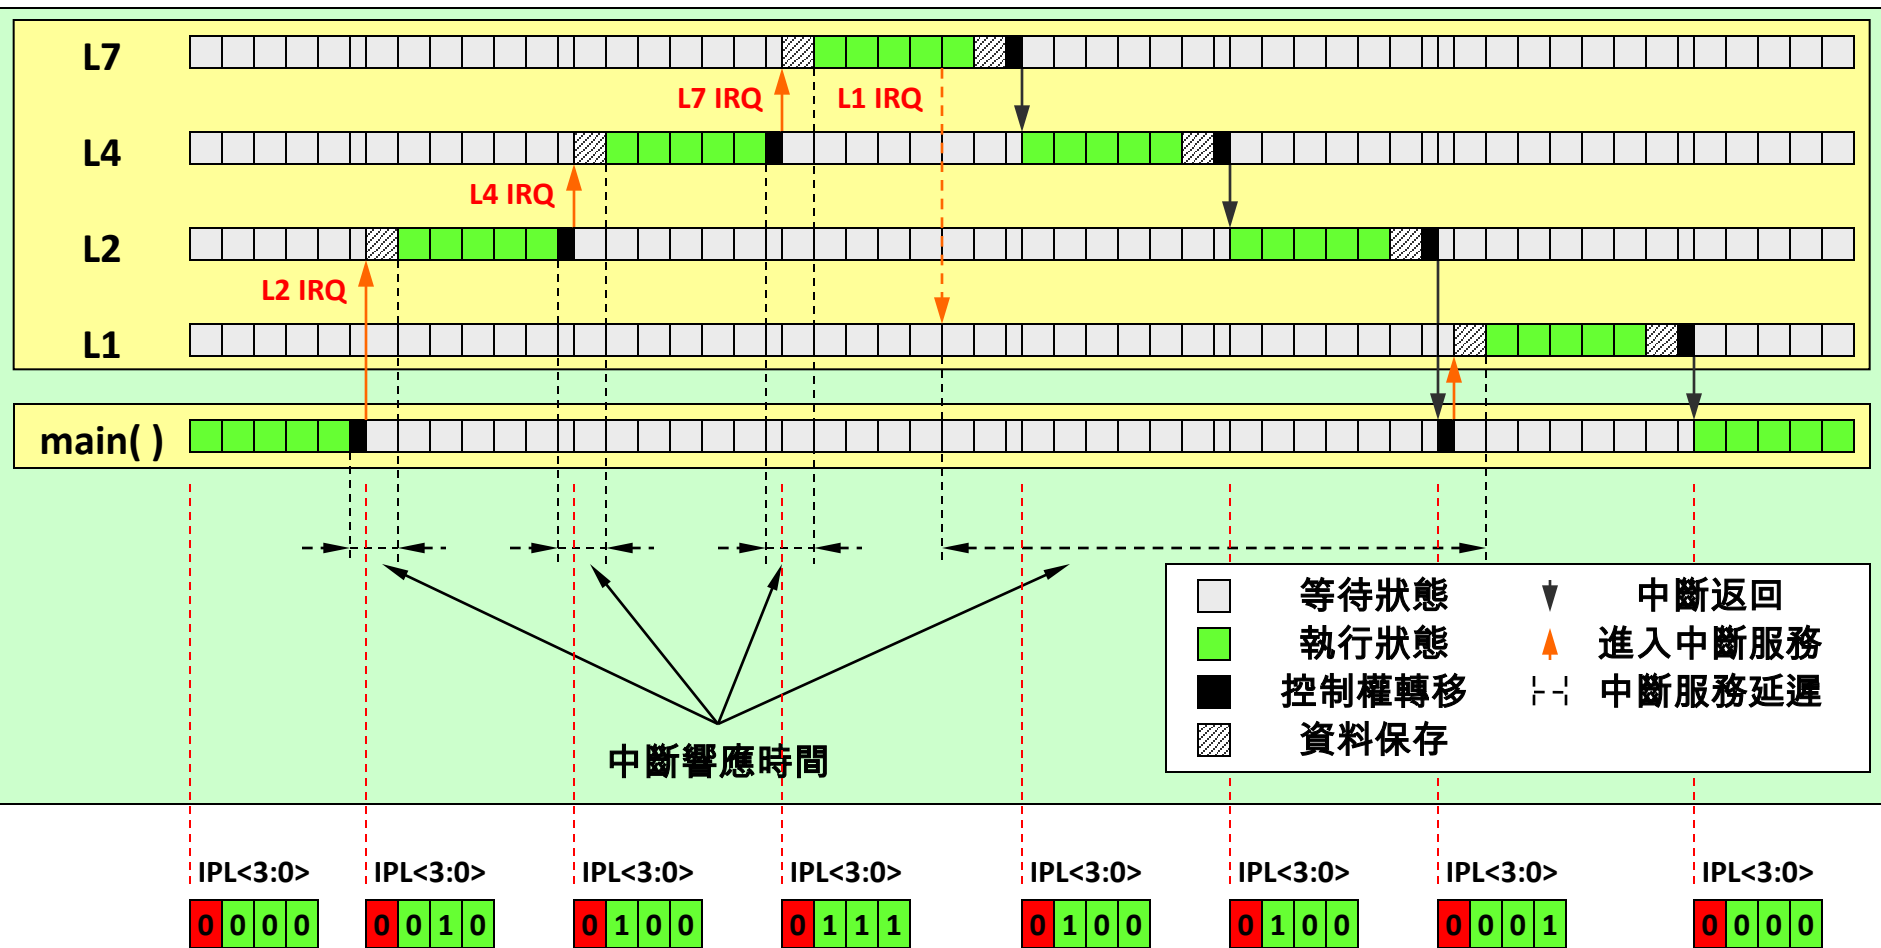 L7
L7 IRQ
L1 IRQ
L4
L4 IRQ
L2
L2 IRQ
L1
main( )
等待狀態
中斷返回
執行狀態
進入中斷服務
控制權轉移
中斷服務延遲
資料保存
中斷響應時間
IPL<3:0> IPL<3:0> IPL<3:0> IPL<3:0> IPL<3:0> IPL<3:0> IPL<3:0> IPL<3:0>
0 0 0 0 0 0 1 0 0 1 0 0 0 1 1 1 0 1 0 0 0 1 0 0 0 0 0 1 0 0 0 0